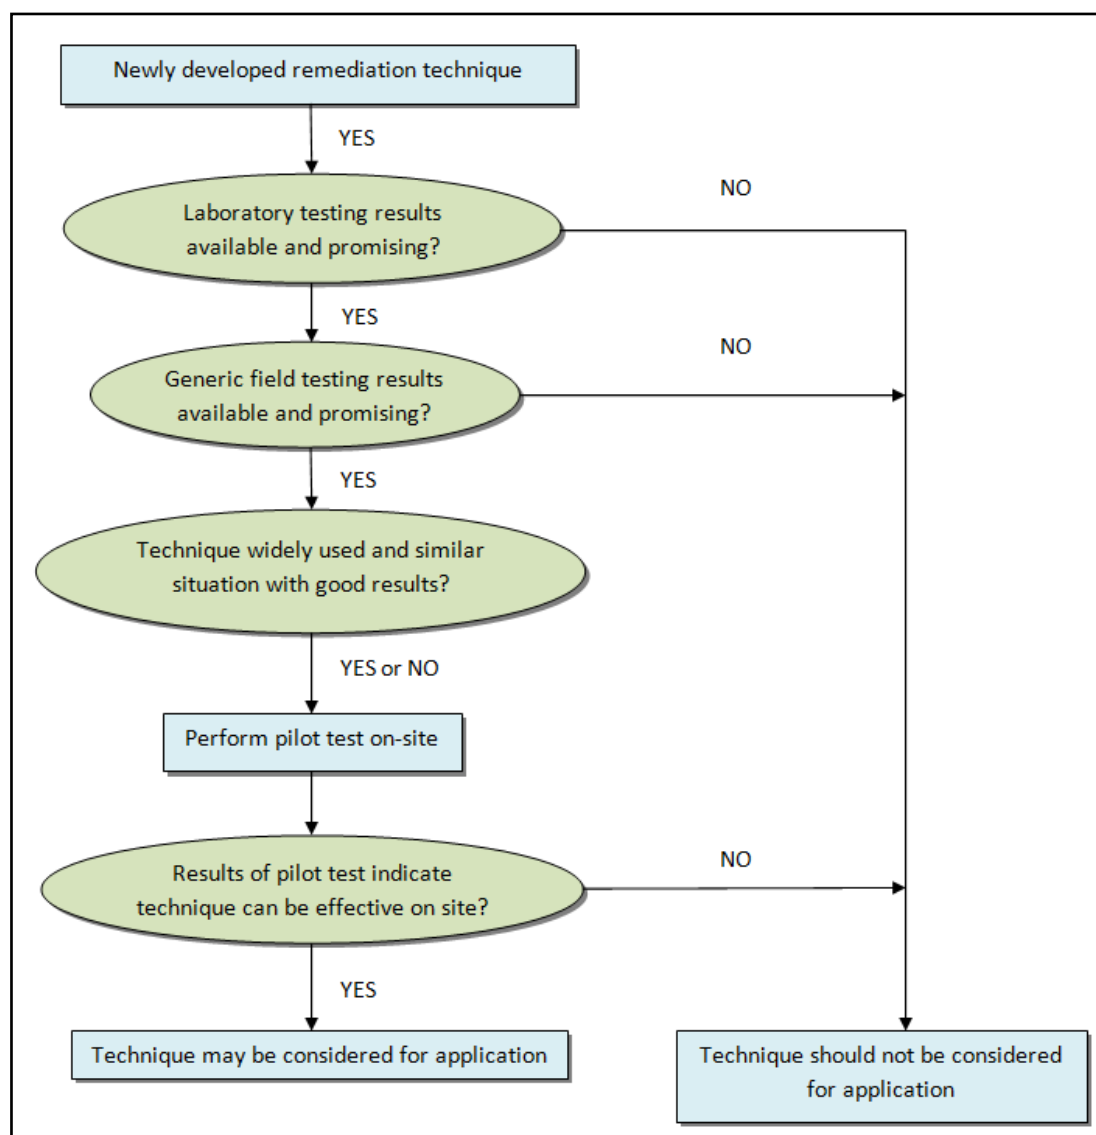 Newly developed remediation technique
YES
NO
Laboratory testing results
available and promising?
YES
NO
Generic field testing results
available and promising?
YES
Technique widely used and similar
situation with good results?
YES or NO
Perform pilot test on-site
NO
Results of pilot test indicate
technique can be effective on site?
YES
Technique may be considered for application
Technique should not be considered
for application